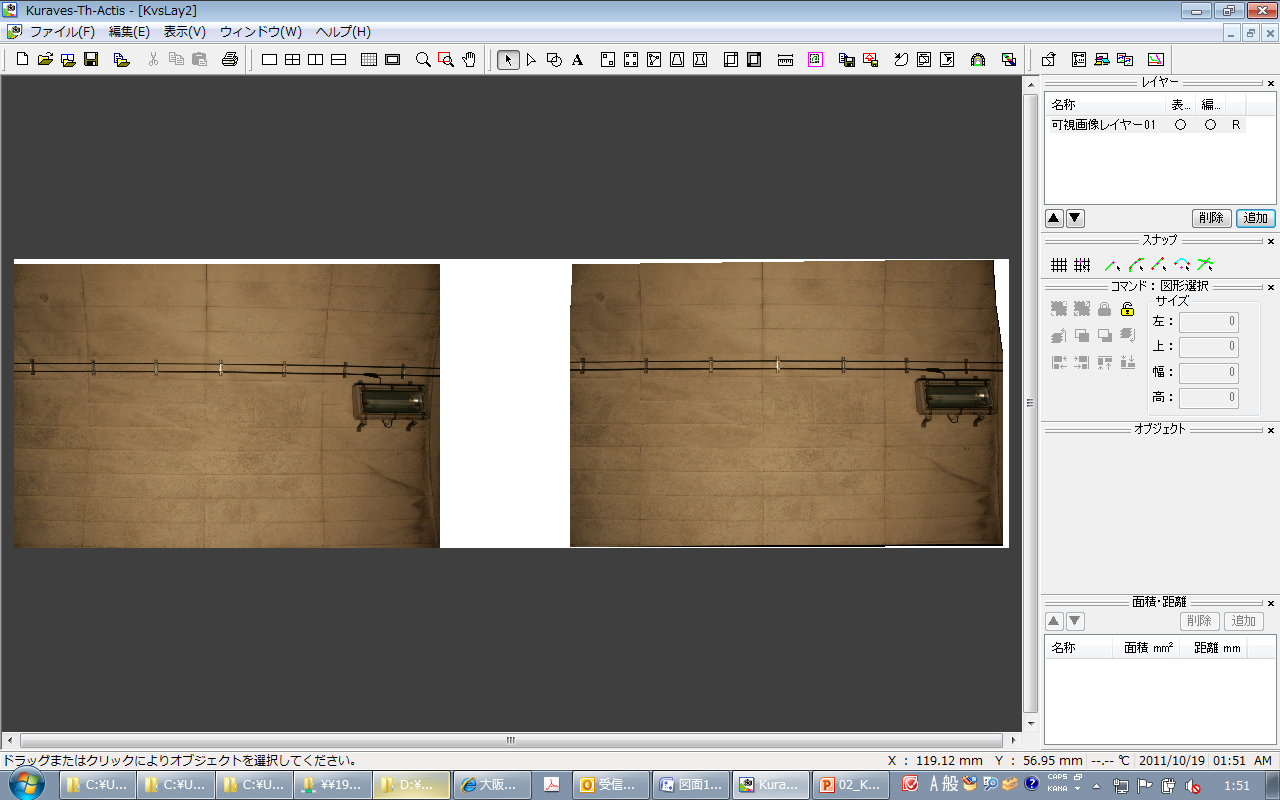 Kuraves-Th-Actis - [KvsLay2]
ファイル(F) 編集(E) 表示(V) ウィンドウ(W) ヘルプ(H)
A
レイヤー
名称 表... 編...
可視画像レイヤー01 ○ ○ R
削除 追加
スナップ
コマンド：図形選択
サイズ
左： 0
上： 0
幅： 0
高： 0
オブジェクト
面積・距離
削除 追加
名称 面積 mm² 距離 mm
ドラッグまたはクリックによりオブジェクトを選択してください。
X : 119.12 mm Y : 56.95 mm --.-- ℃ 2011/10/19 01:51 AM
C:¥U... C:¥U... C:¥U... ¥¥19... D:¥... 大阪... 受信... 図面1... Kura... 02_K... A 般 CAPS KANA 1:51